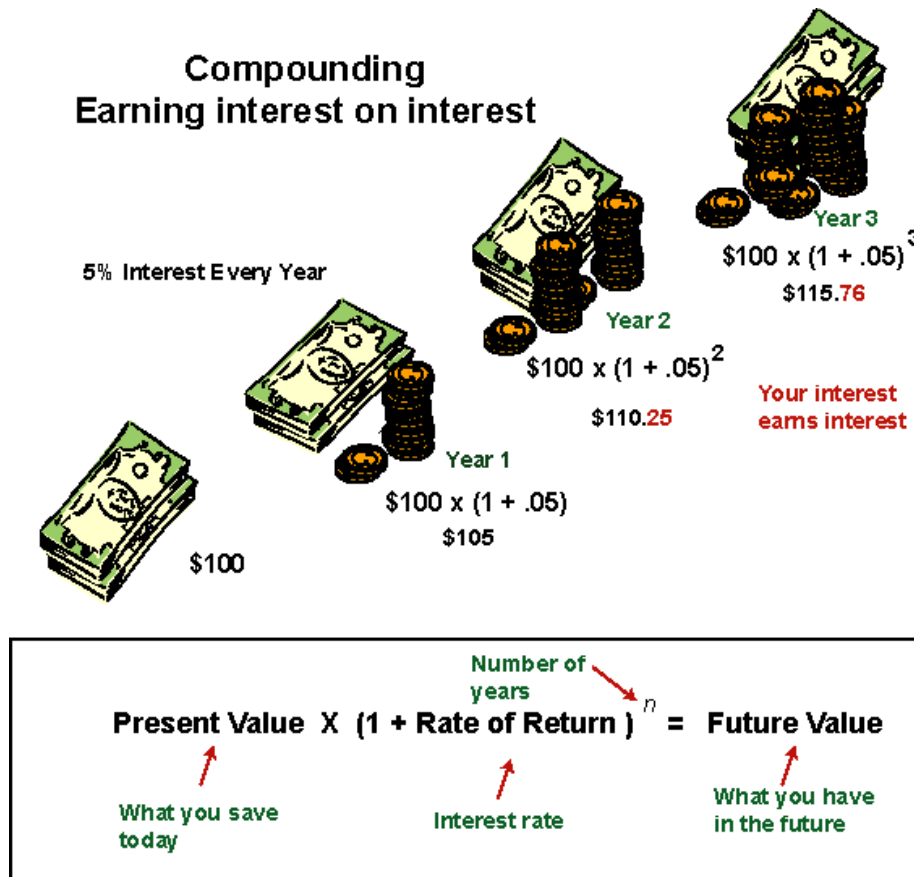 Compounding
Earning interest on interest
5% Interest Every Year
$100
Year 1
$100 x (1 + .05)
$105
Year 2
$100 x (1 + .05)²
$110.25
Year 3
$100 x (1 + .05)³
$115.76
Your interest
earns interest
Number of
years
Present Value X (1 + Rate of Return )ⁿ = Future Value
What you save
today
Interest rate
What you have
in the future